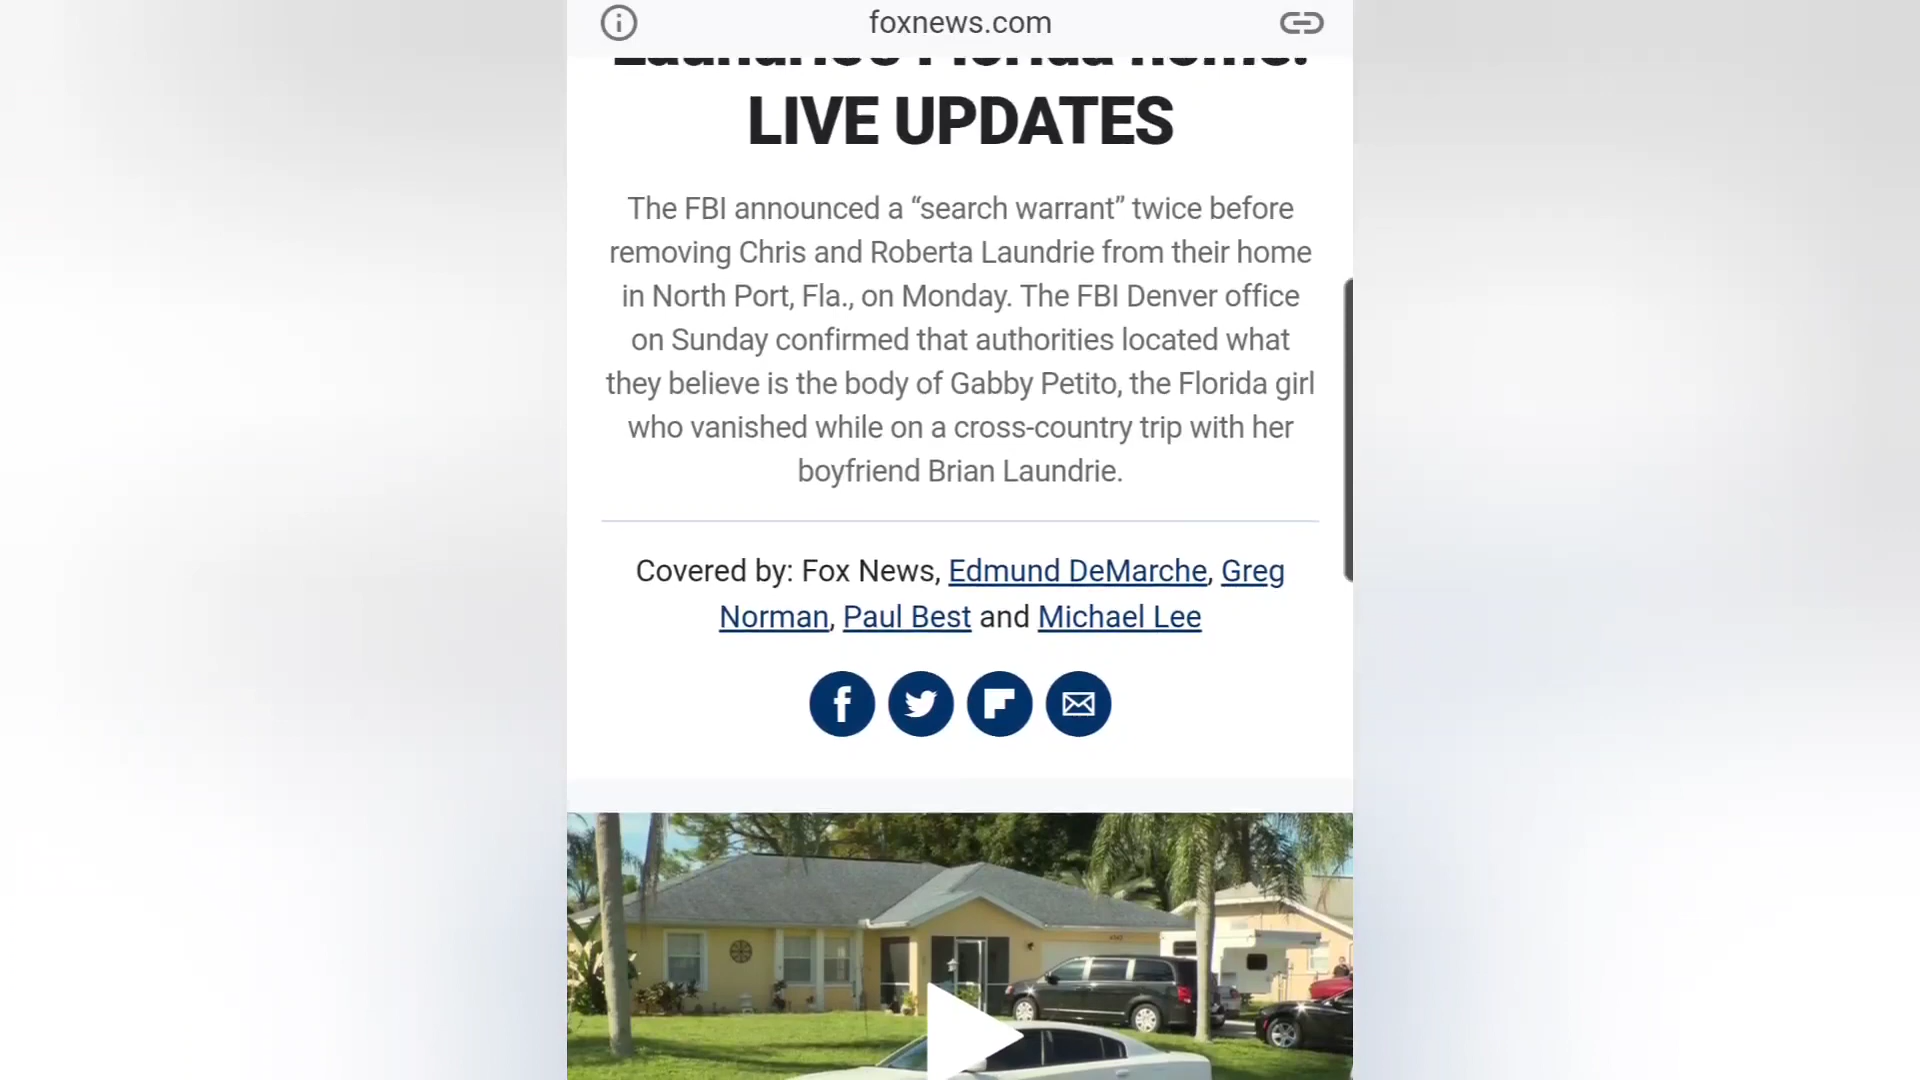 foxnews.com
Laundrie's Florida home:
LIVE UPDATES
The FBI announced a “search warrant” twice before
removing Chris and Roberta Laundrie from their home
in North Port, Fla., on Monday. The FBI Denver office
on Sunday confirmed that authorities located what
they believe is the body of Gabby Petito, the Florida girl
who vanished while on a cross-country trip with her
boyfriend Brian Laundrie.
Covered by: Fox News, Edmund DeMarche, Greg
Norman, Paul Best and Michael Lee